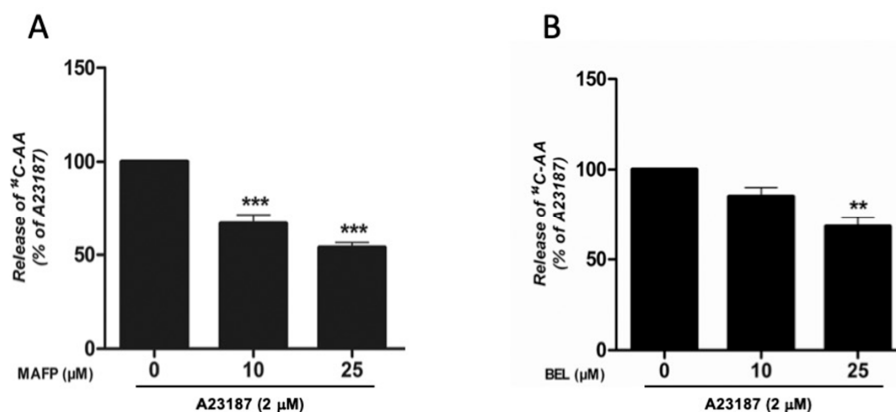 A
150
100
50
0
Release of ¹⁴C-AA
(% of A23187)
***
***
MAFP (µM) 0 10 25
A23187 (2 µM)
B
150
100
50
0
Release of ¹⁴C-AA
(% of A23187)
**
BEL (µM) 0 10 25
A23187 (2 µM)